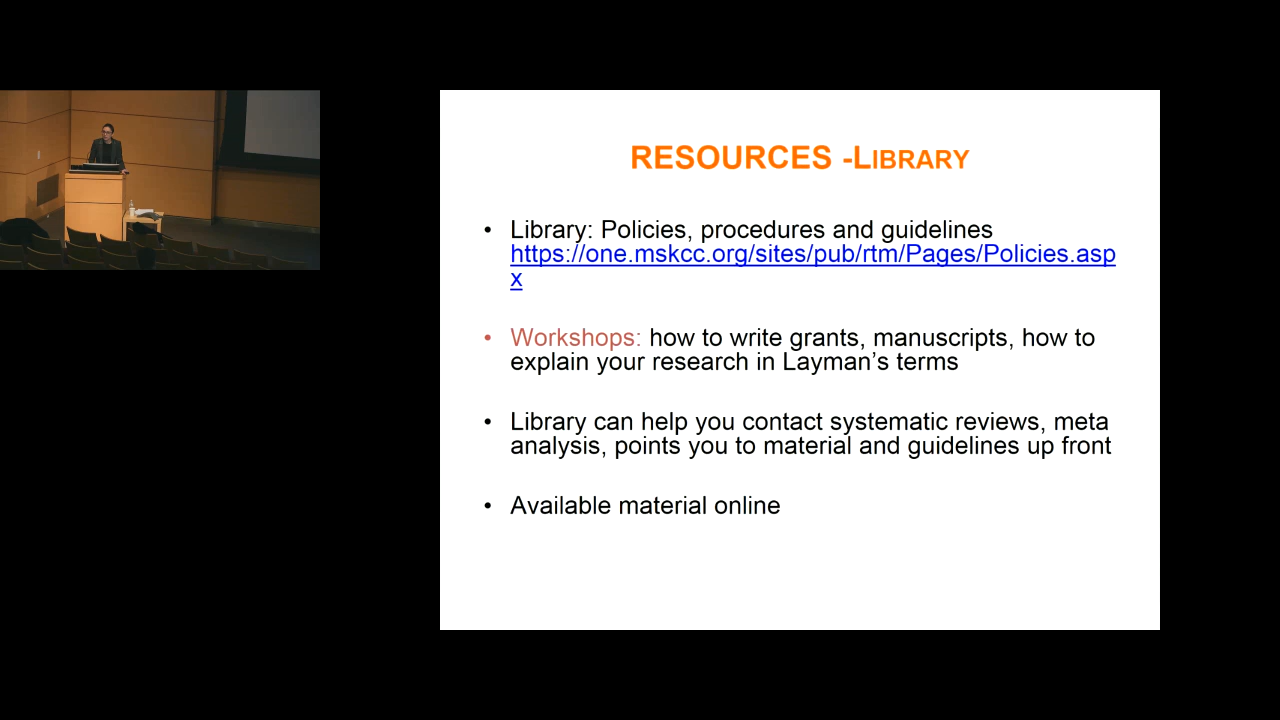 RESOURCES -LIBRARY
• Library: Policies, procedures and guidelines
https://one.mskcc.org/sites/pub/rtm/Pages/Policies.asp
x
• Workshops: how to write grants, manuscripts, how to
explain your research in Layman’s terms
• Library can help you contact systematic reviews, meta
analysis, points you to material and guidelines up front
• Available material online